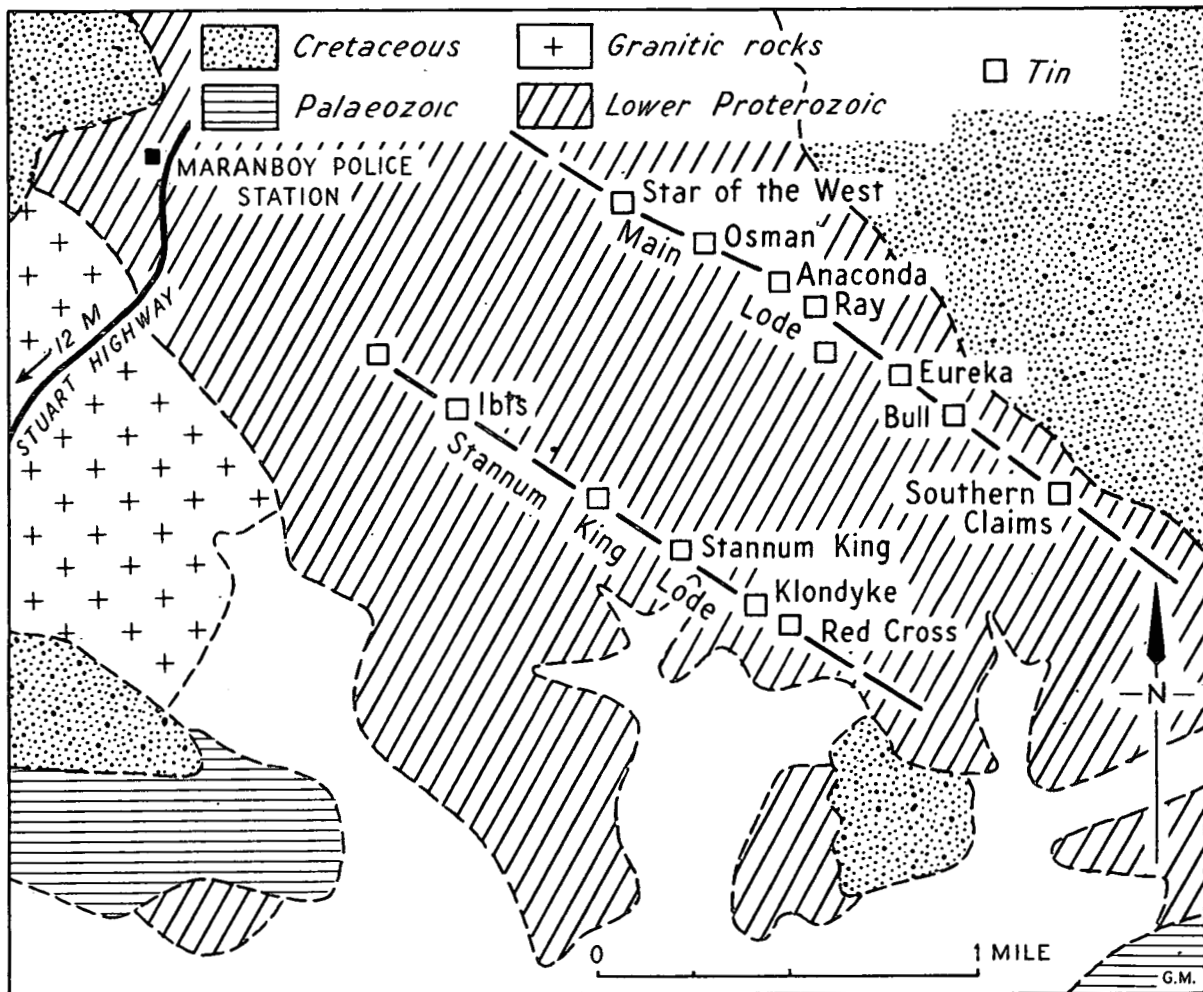 Cretaceous
Granitic rocks
Tin
Palaeozoic
Lower Proterozoic
MARANBOY POLICE
STATION
Star of the West
Main
Osman
Anaconda
Ray
Lode
12 M
STUART HIGHWAY
Eureka
Ibis
Bull
Stannum
Southern
Claims
King
Stannum King
Lode
Klondyke
Red Cross
N
0
1 MILE
G.M.